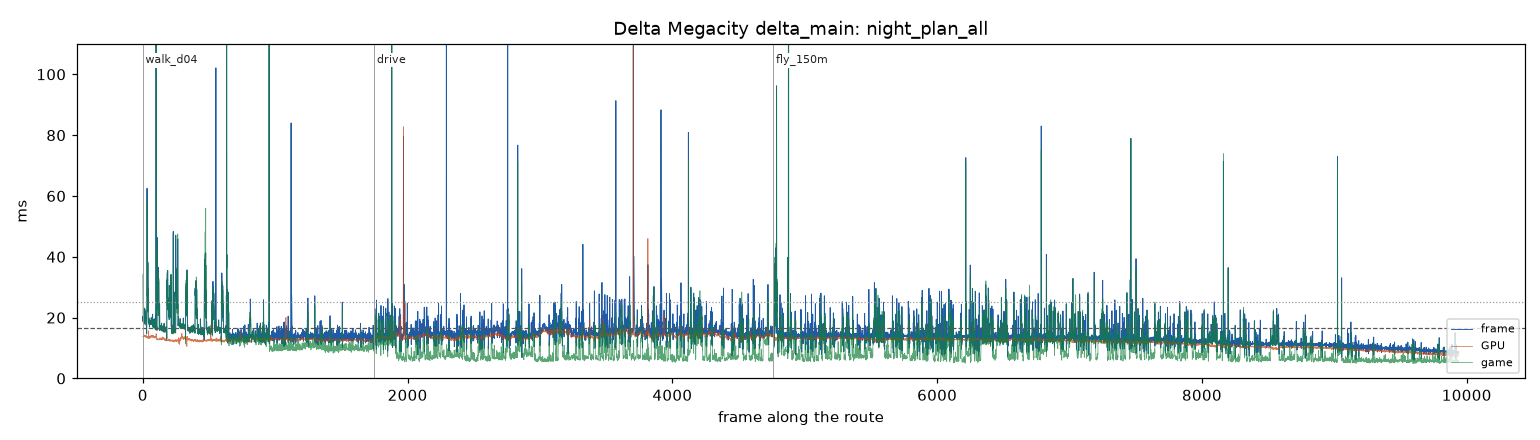 Delta Megacity delta_main: night_plan_all
100
80
60
40
20
0
ms
walk_d04
drive
fly_150m
frame
GPU
game
0
2000
4000
6000
8000
10000
frame along the route